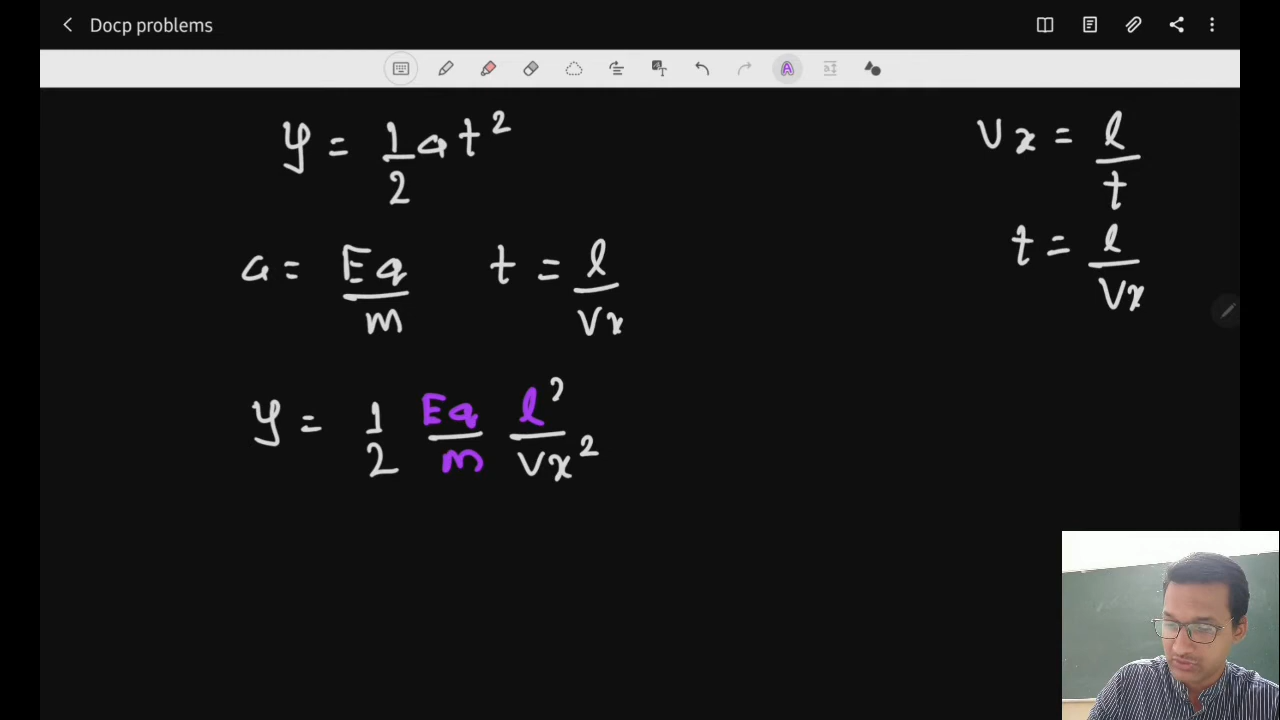 Docp problems
y = 1/2 a t²
Vx = l/t
a = Eq/m t = l/Vx
t = l/Vx
y = 1/2 Eq/m l²/Vx²